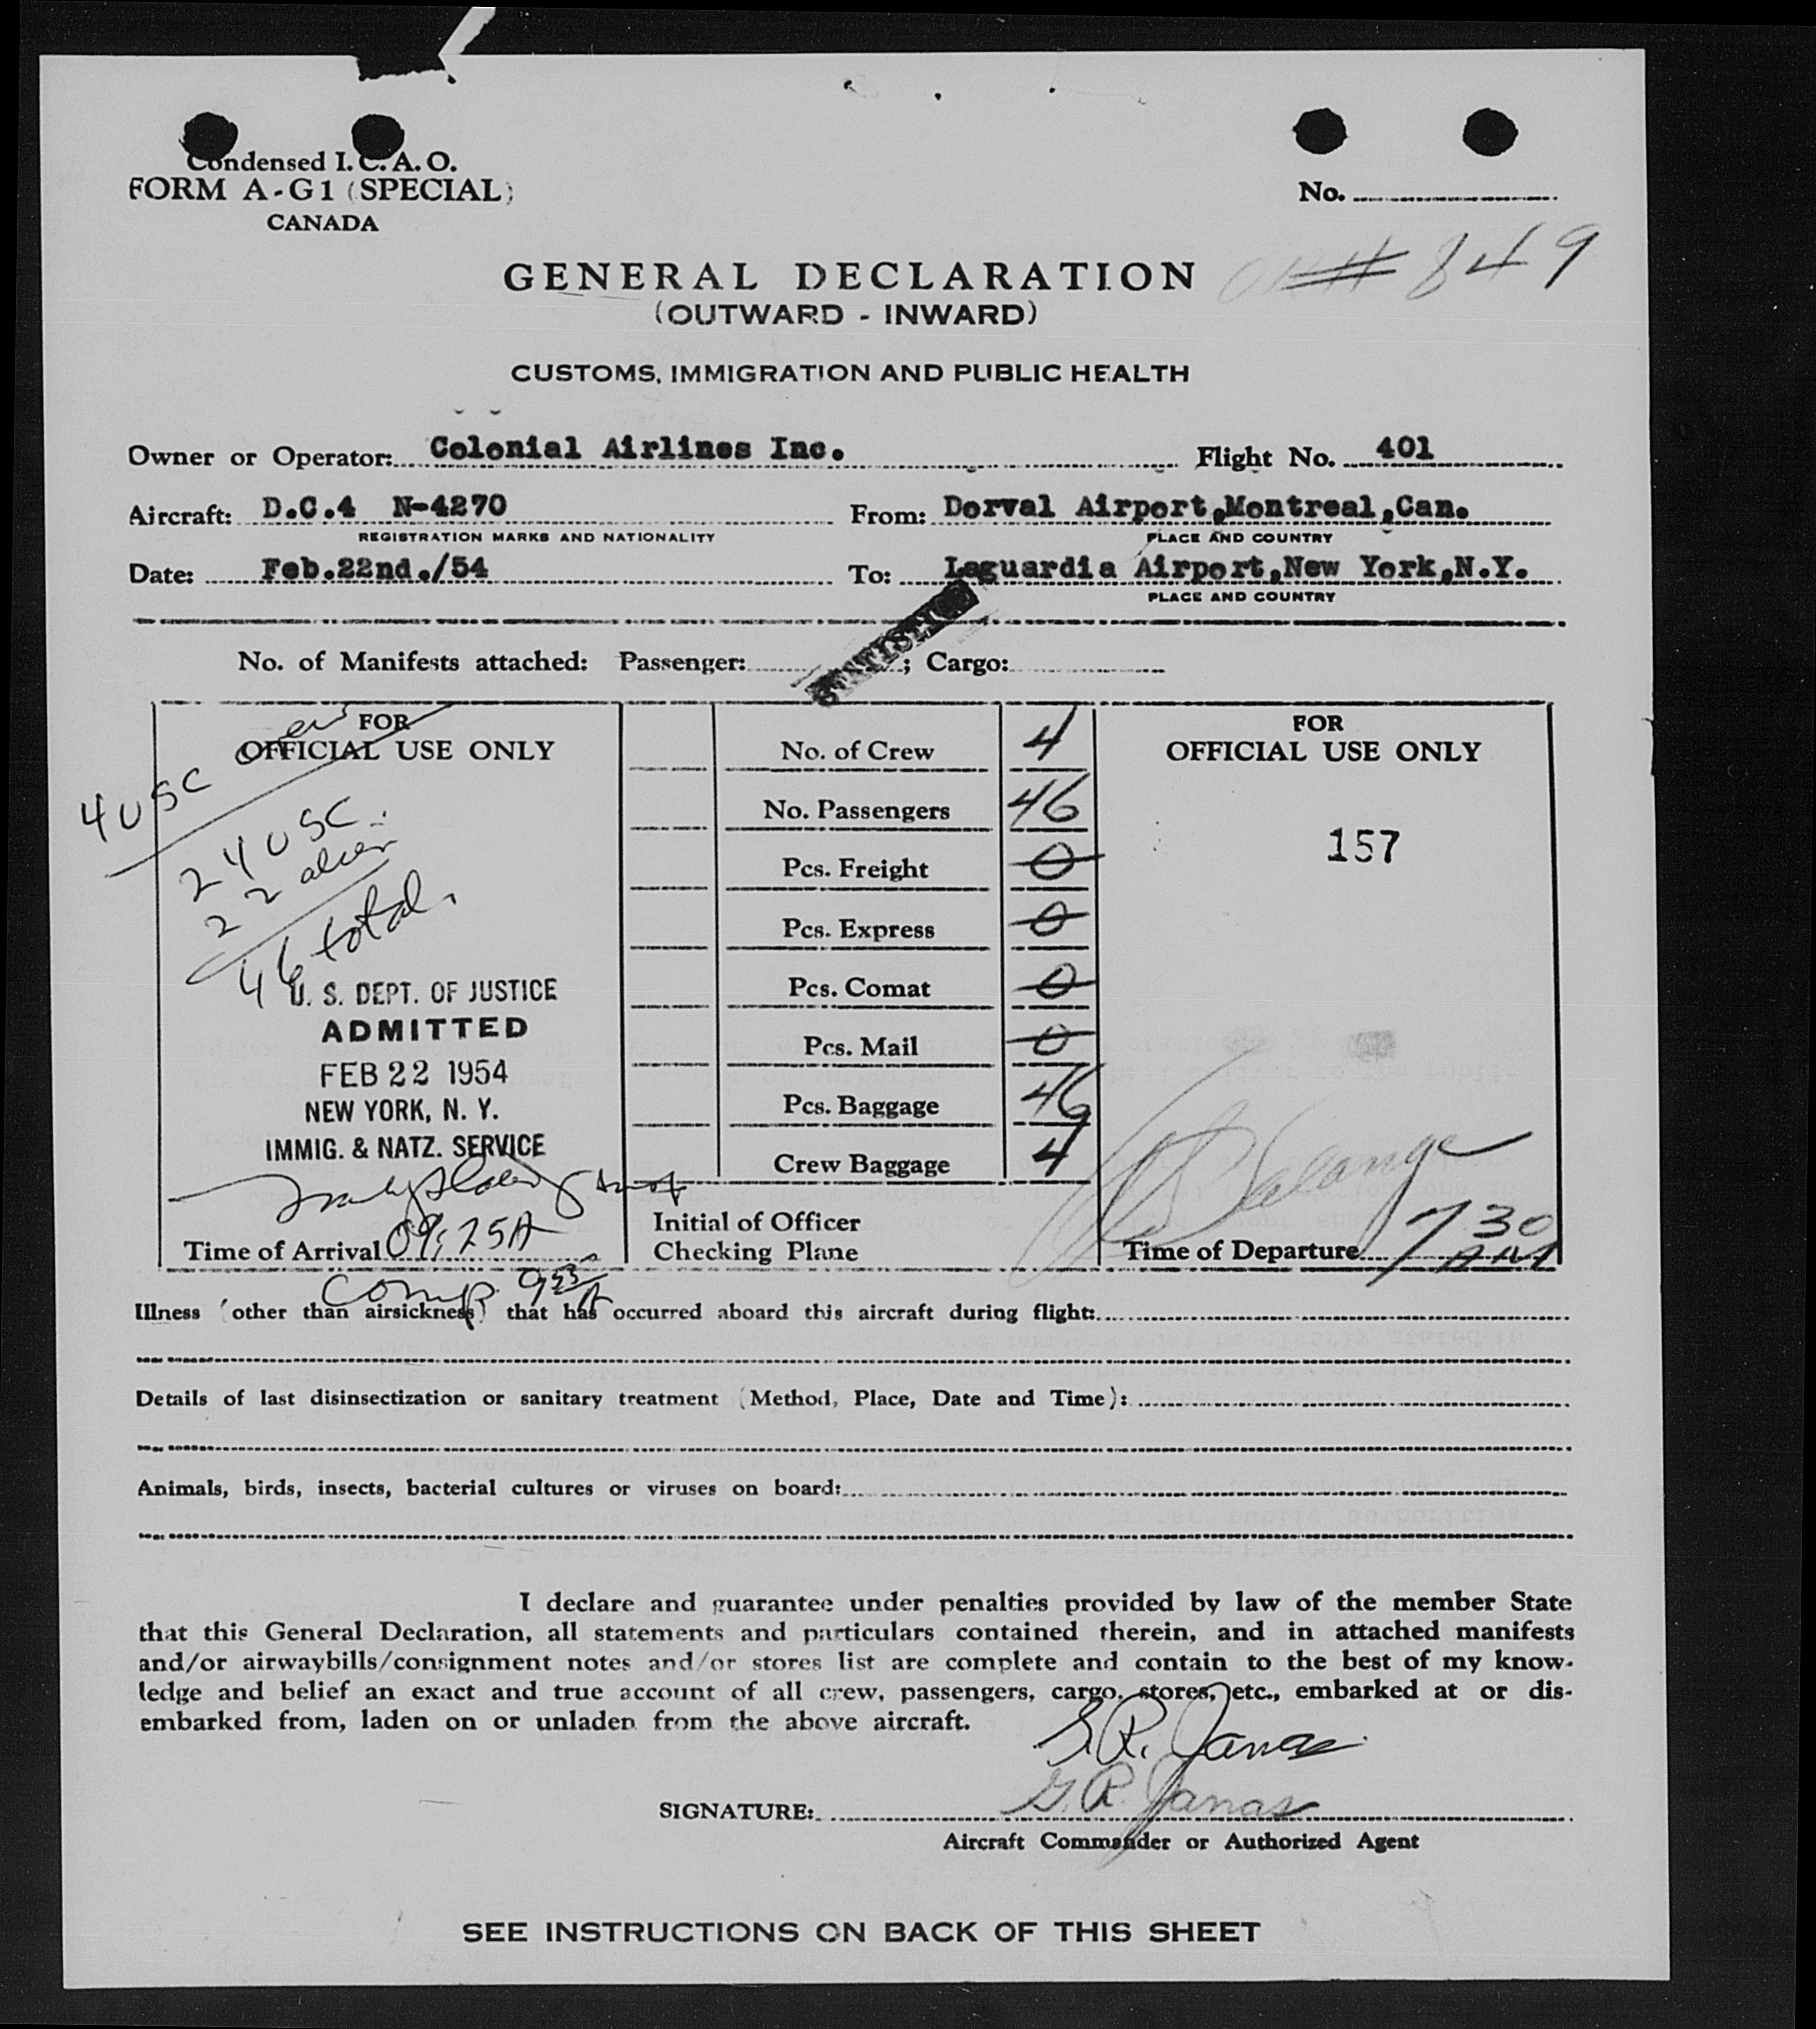 Condensed I. C. A. O.
FORM A-G1 (SPECIAL)
CANADA
No.
# 849
GENERAL DECLARATION
(OUTWARD - INWARD)
CUSTOMS, IMMIGRATION AND PUBLIC HEALTH
Owner or Operator: Colonial Airlines Inc. Flight No. 401
Aircraft: D.C.4 N-4270 From: Dorval Airport,Montreal,Can.
REGISTRATION MARKS AND NATIONALITY PLACE AND COUNTRY
Date: Feb.22nd./54 To: Laguardia Airport,New York,N.Y.
PLACE AND COUNTRY
No. of Manifests attached: Passenger: ; Cargo:
FOR
OFFICIAL USE ONLY
crew
4 USC
24 USC.
22 alien
46 total.
U. S. DEPT. OF JUSTICE
ADMITTED
FEB 22 1954
NEW YORK, N. Y.
IMMIG. & NATZ. SERVICE
Time of Arrival 09:25A
Comp. 9 53 A
No. of Crew 4
No. Passengers 46
Pcs. Freight 0
Pcs. Express 0
Pcs. Comat 0
Pcs. Mail 0
Pcs. Baggage 46
Crew Baggage 4
Initial of Officer
Checking Plane
FOR
OFFICIAL USE ONLY
157
Time of Departure 7 30 AM
Illness (other than airsickness) that has occurred aboard this aircraft during flight:
Details of last disinsectization or sanitary treatment (Method, Place, Date and Time):
Animals, birds, insects, bacterial cultures or viruses on board:
I declare and guarantee under penalties provided by law of the member State
that this General Declaration, all statements and particulars contained therein, and in attached manifests
and/or airwaybills/consignment notes and/or stores list are complete and contain to the best of my know-
ledge and belief an exact and true account of all crew, passengers, cargo, stores, etc., embarked at or dis-
embarked from, laden on or unladen from the above aircraft.
G.R. Janas
SIGNATURE: G.R. Janas
Aircraft Commander or Authorized Agent
SEE INSTRUCTIONS ON BACK OF THIS SHEET